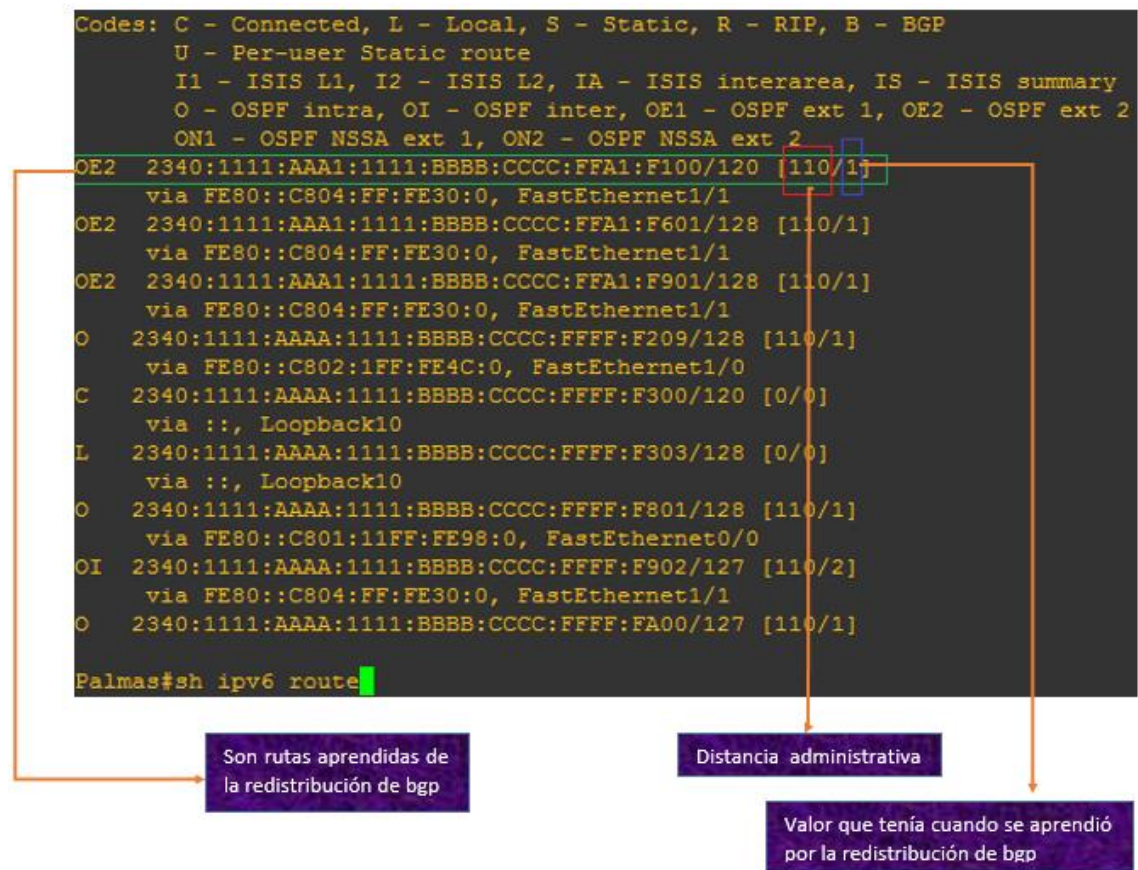 Codes: C - Connected, L - Local, S - Static, R - RIP, B - BGP
U - Per-user Static route
I1 - ISIS L1, I2 - ISIS L2, IA - ISIS interarea, IS - ISIS summary
O - OSPF intra, OI - OSPF inter, OE1 - OSPF ext 1, OE2 - OSPF ext 2
ON1 - OSPF NSSA ext 1, ON2 - OSPF NSSA ext 2
OE2 2340:1111:AAA1:1111:BBBB:CCCC:FFA1:F100/120 [110/1]
via FE80::C804:FF:FE30:0, FastEthernet1/1
OE2 2340:1111:AAA1:1111:BBBB:CCCC:FFA1:F601/128 [110/1]
via FE80::C804:FF:FE30:0, FastEthernet1/1
OE2 2340:1111:AAA1:1111:BBBB:CCCC:FFA1:F901/128 [110/1]
via FE80::C804:FF:FE30:0, FastEthernet1/1
O 2340:1111:AAAA:1111:BBBB:CCCC:FFFF:F209/128 [110/1]
via FE80::C802:1FF:FE4C:0, FastEthernet1/0
C 2340:1111:AAAA:1111:BBBB:CCCC:FFFF:F300/120 [0/0]
via ::, Loopback10
L 2340:1111:AAAA:1111:BBBB:CCCC:FFFF:F303/128 [0/0]
via ::, Loopback10
O 2340:1111:AAAA:1111:BBBB:CCCC:FFFF:F801/128 [110/1]
via FE80::C801:11FF:FE98:0, FastEthernet0/0
OI 2340:1111:AAAA:1111:BBBB:CCCC:FFFF:F902/127 [110/2]
via FE80::C804:FF:FE30:0, FastEthernet1/1
O 2340:1111:AAAA:1111:BBBB:CCCC:FFFF:FA00/127 [110/1]
Palmas#sh ipv6 route
Son rutas aprendidas de
la redistribución de bgp
Distancia administrativa
Valor que tenía cuando se aprendió
por la redistribución de bgp